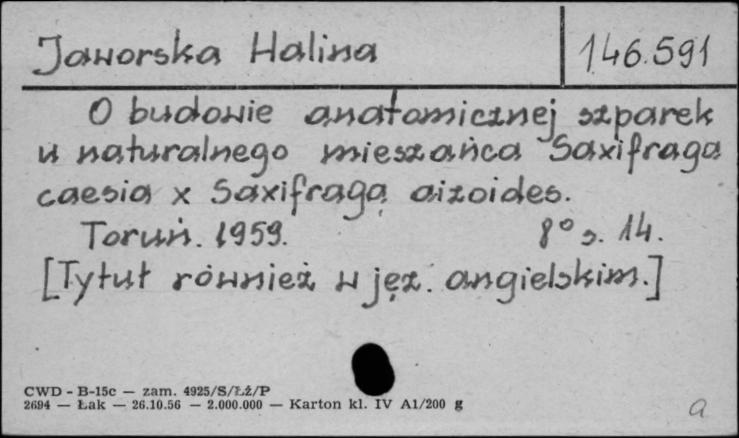 Jaworska Halina
146.591
O budowie anatomicznej szparek
u naturalnego mieszańca Saxifraga
caesia x Saxifraga aizoides.
Toruń. 1959. 8° s. 14.
[Tytuł również w jęz. angielskim.]
CWD - B-15c — zam. 4925/S/ŁŻ/P
2694 — Łak — 26.10.56 — 2.000.000 — Karton kl. IV A1/200 g
a